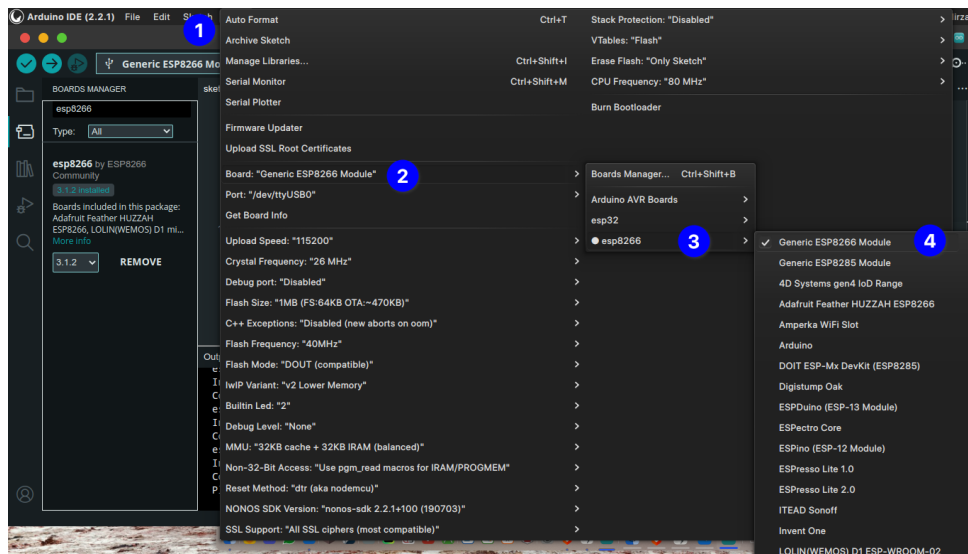 Arduino IDE (2.2.1) File Edit
1
Generic ESP8266
BOARDS MANAGER
esp8266
Type: All
esp8266 by ESP8266
Community
3.1.2 installed
Boards included in this package:
Adafruit Feather HUZZAH
ESP8266, LOLIN(WEMOS) D1 mi...
More info
3.1.2 REMOVE
Auto Format Ctrl+T
Archive Sketch
Manage Libraries... Ctrl+Shift+I
Serial Monitor Ctrl+Shift+M
Serial Plotter
Firmware Updater
Upload SSL Root Certificates
Board: "Generic ESP8266 Module" 2
Port: "/dev/ttyUSB0"
Get Board Info
Upload Speed: "115200"
Crystal Frequency: "26 MHz"
Debug port: "Disabled"
Flash Size: "1MB (FS:64KB OTA:~470KB)"
C++ Exceptions: "Disabled (new aborts on oom)"
Flash Frequency: "40MHz"
Flash Mode: "DOUT (compatible)"
lwIP Variant: "v2 Lower Memory"
Builtin Led: "2"
Debug Level: "None"
MMU: "32KB cache + 32KB IRAM (balanced)"
Non-32-Bit Access: "Use pgm_read macros for IRAM/PROGMEM"
Reset Method: "dtr (aka nodemcu)"
NONOS SDK Version: "nonos-sdk 2.2.1+100 (190703)"
SSL Support: "All SSL ciphers (most compatible)"
Stack Protection: "Disabled"
VTables: "Flash"
Erase Flash: "Only Sketch"
CPU Frequency: "80 MHz"
Burn Bootloader
Boards Manager... Ctrl+Shift+B
Arduino AVR Boards
esp32
esp8266 3
Generic ESP8266 Module 4
Generic ESP8285 Module
4D Systems gen4 IoD Range
Adafruit Feather HUZZAH ESP8266
Amperka WiFi Slot
Arduino
DOIT ESP-Mx DevKit (ESP8285)
Digistump Oak
ESPDuino (ESP-13 Module)
ESPectro Core
ESPino (ESP-12 Module)
ESPresso Lite 1.0
ESPresso Lite 2.0
ITEAD Sonoff
Invent One
LOLIN(WEMOS) D1 ESP-WROOM-02